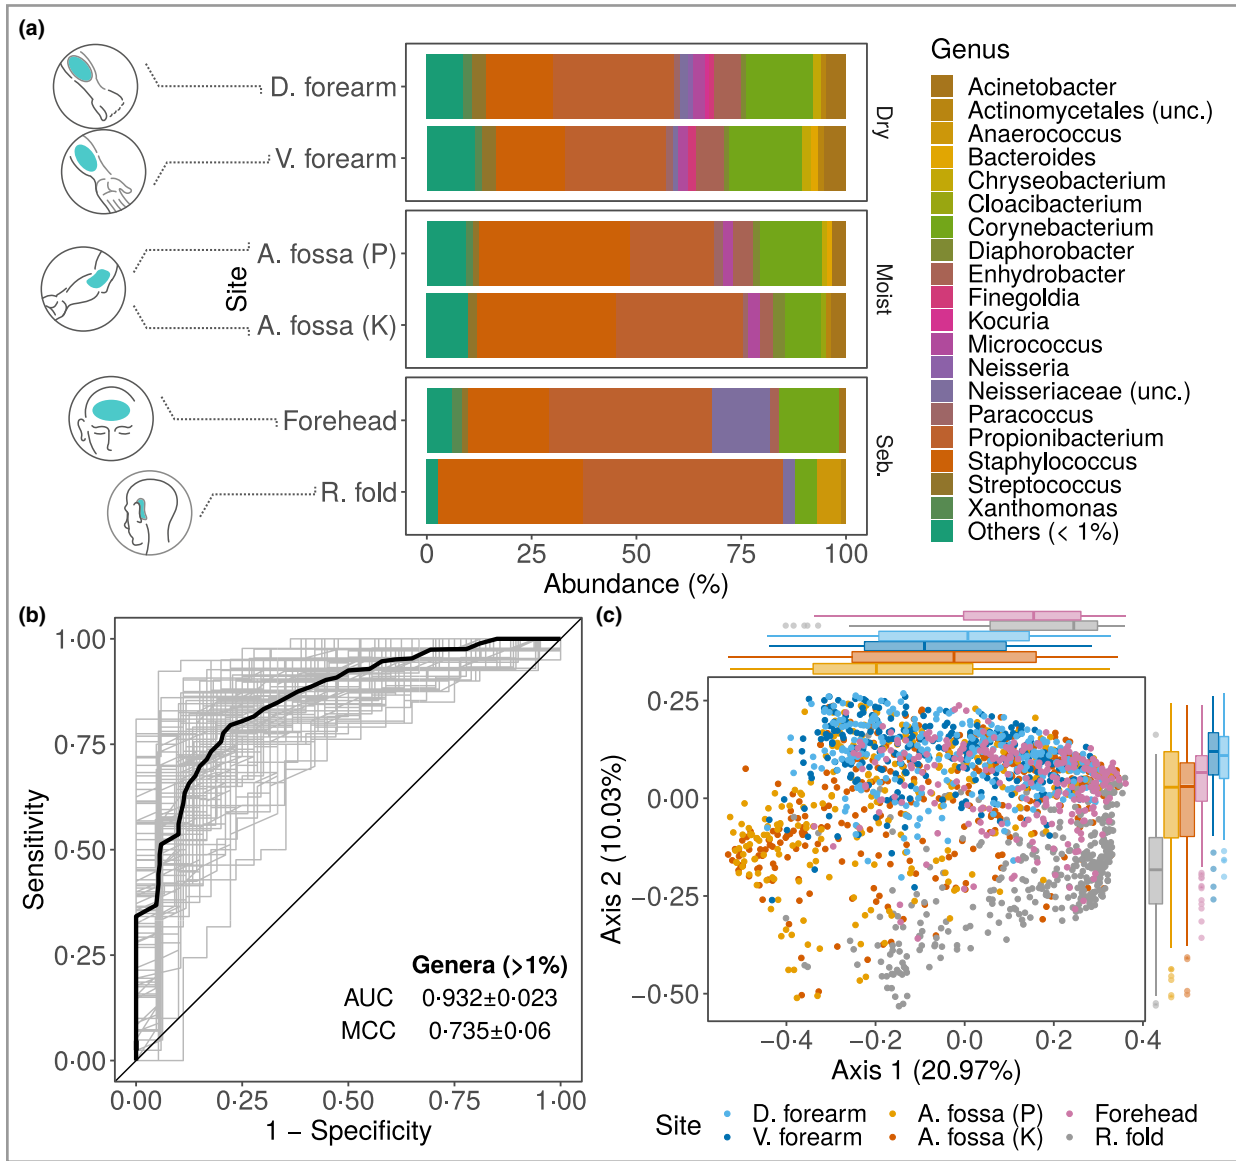 (a)
Genus
D. forearm
V. forearm
A. fossa (P)
A. fossa (K)
Forehead
R. fold
Site
Dry
Moist
Seb.
0
25
50
75
100
Abundance (%)
Acinetobacter
Actinomycetales (unc.)
Anaerococcus
Bacteroides
Chryseobacterium
Cloacibacterium
Corynebacterium
Diaphorobacter
Enhydrobacter
Finegoldia
Kocuria
Micrococcus
Neisseria
Neisseriaceae (unc.)
Paracoccus
Propionibacterium
Staphylococcus
Streptococcus
Xanthomonas
Others (< 1%)
(b)
1·00
0·75
0·50
0·25
0·00
Sensitivity
Genera (>1%)
AUC 0·932±0·023
MCC 0·735±0·06
0·00 0·25 0·50 0·75 1·00
1 − Specificity
(c)
0·25
0·00
−0·25
−0·50
Axis 2 (10.03%)
−0·4 −0·2 0·0 0·2 0·4
Axis 1 (20.97%)
Site
D. forearm
V. forearm
A. fossa (P)
A. fossa (K)
Forehead
R. fold